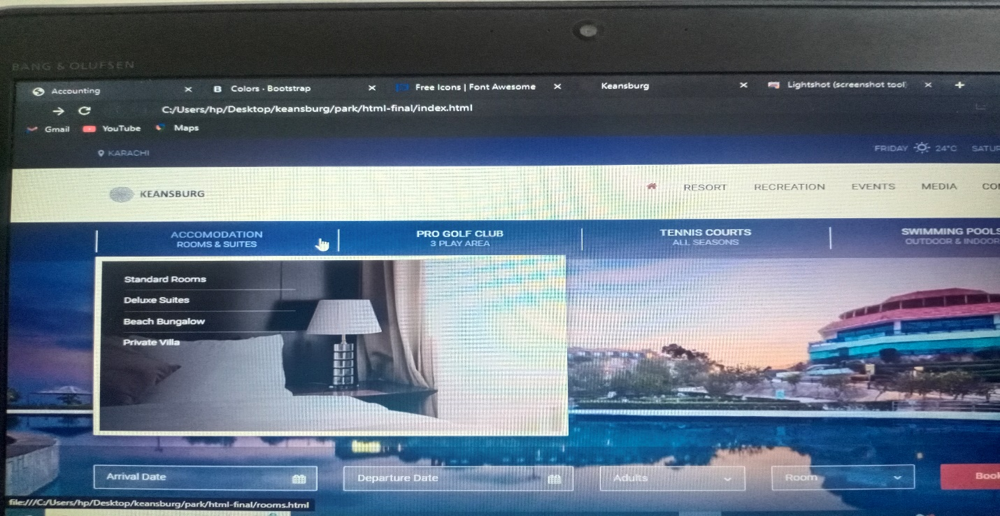 BANG & OLUFSEN
Accounting
B Colors · Bootstrap
Free Icons | Font Awesome
Keansburg
Lightshot (screenshot tool)
C:/Users/hp/Desktop/keansburg/park/html-final/index.html
Gmail
YouTube
Maps
KARACHI
FRIDAY 24°C
KEANSBURG
RESORT
RECREATION
EVENTS
MEDIA
ACCOMODATION
ROOMS & SUITES
PRO GOLF CLUB
3 PLAY AREA
TENNIS COURTS
ALL SEASONS
SWIMMING POOLS
OUTDOOR & INDOOR
Standard Rooms
Deluxe Suites
Beach Bungalow
Private Villa
Arrival Date
Departure Date
Adults
Room
Book
file:///C:/Users/hp/Desktop/keansburg/park/html-final/rooms.html